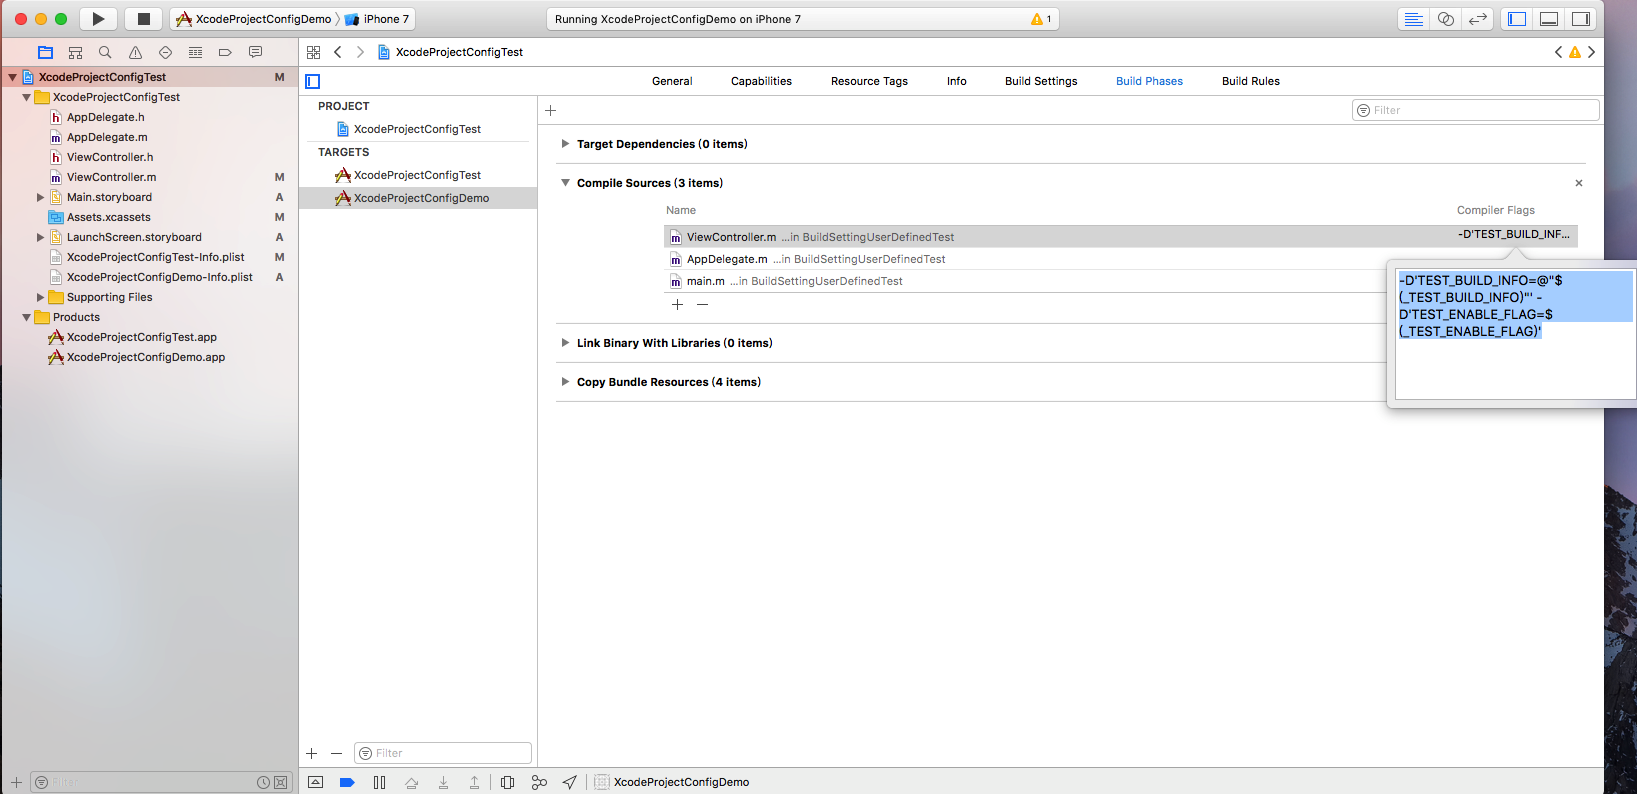 XcodeProjectConfigDemo
iPhone 7
Running XcodeProjectConfigDemo on iPhone 7
1
XcodeProjectConfigTest
XcodeProjectConfigTest M
XcodeProjectConfigTest
h AppDelegate.h
m AppDelegate.m
h ViewController.h
m ViewController.m M
Main.storyboard A
Assets.xcassets M
LaunchScreen.storyboard A
XcodeProjectConfigTest-Info.plist M
XcodeProjectConfigDemo-Info.plist A
Supporting Files
Products
XcodeProjectConfigTest.app
XcodeProjectConfigDemo.app
Filter
General Capabilities Resource Tags Info Build Settings Build Phases Build Rules
PROJECT
XcodeProjectConfigTest
TARGETS
XcodeProjectConfigTest
XcodeProjectConfigDemo
Filter
Filter
Target Dependencies (0 items)
Compile Sources (3 items)
Name Compiler Flags
m ViewController.m ...in BuildSettingUserDefinedTest -D'TEST_BUILD_INF...
m AppDelegate.m ...in BuildSettingUserDefinedTest
m main.m ...in BuildSettingUserDefinedTest
-D'TEST_BUILD_INFO=@"$
(_TEST_BUILD_INFO)"' -
D'TEST_ENABLE_FLAG=$
(_TEST_ENABLE_FLAG)'
Link Binary With Libraries (0 items)
Copy Bundle Resources (4 items)
XcodeProjectConfigDemo